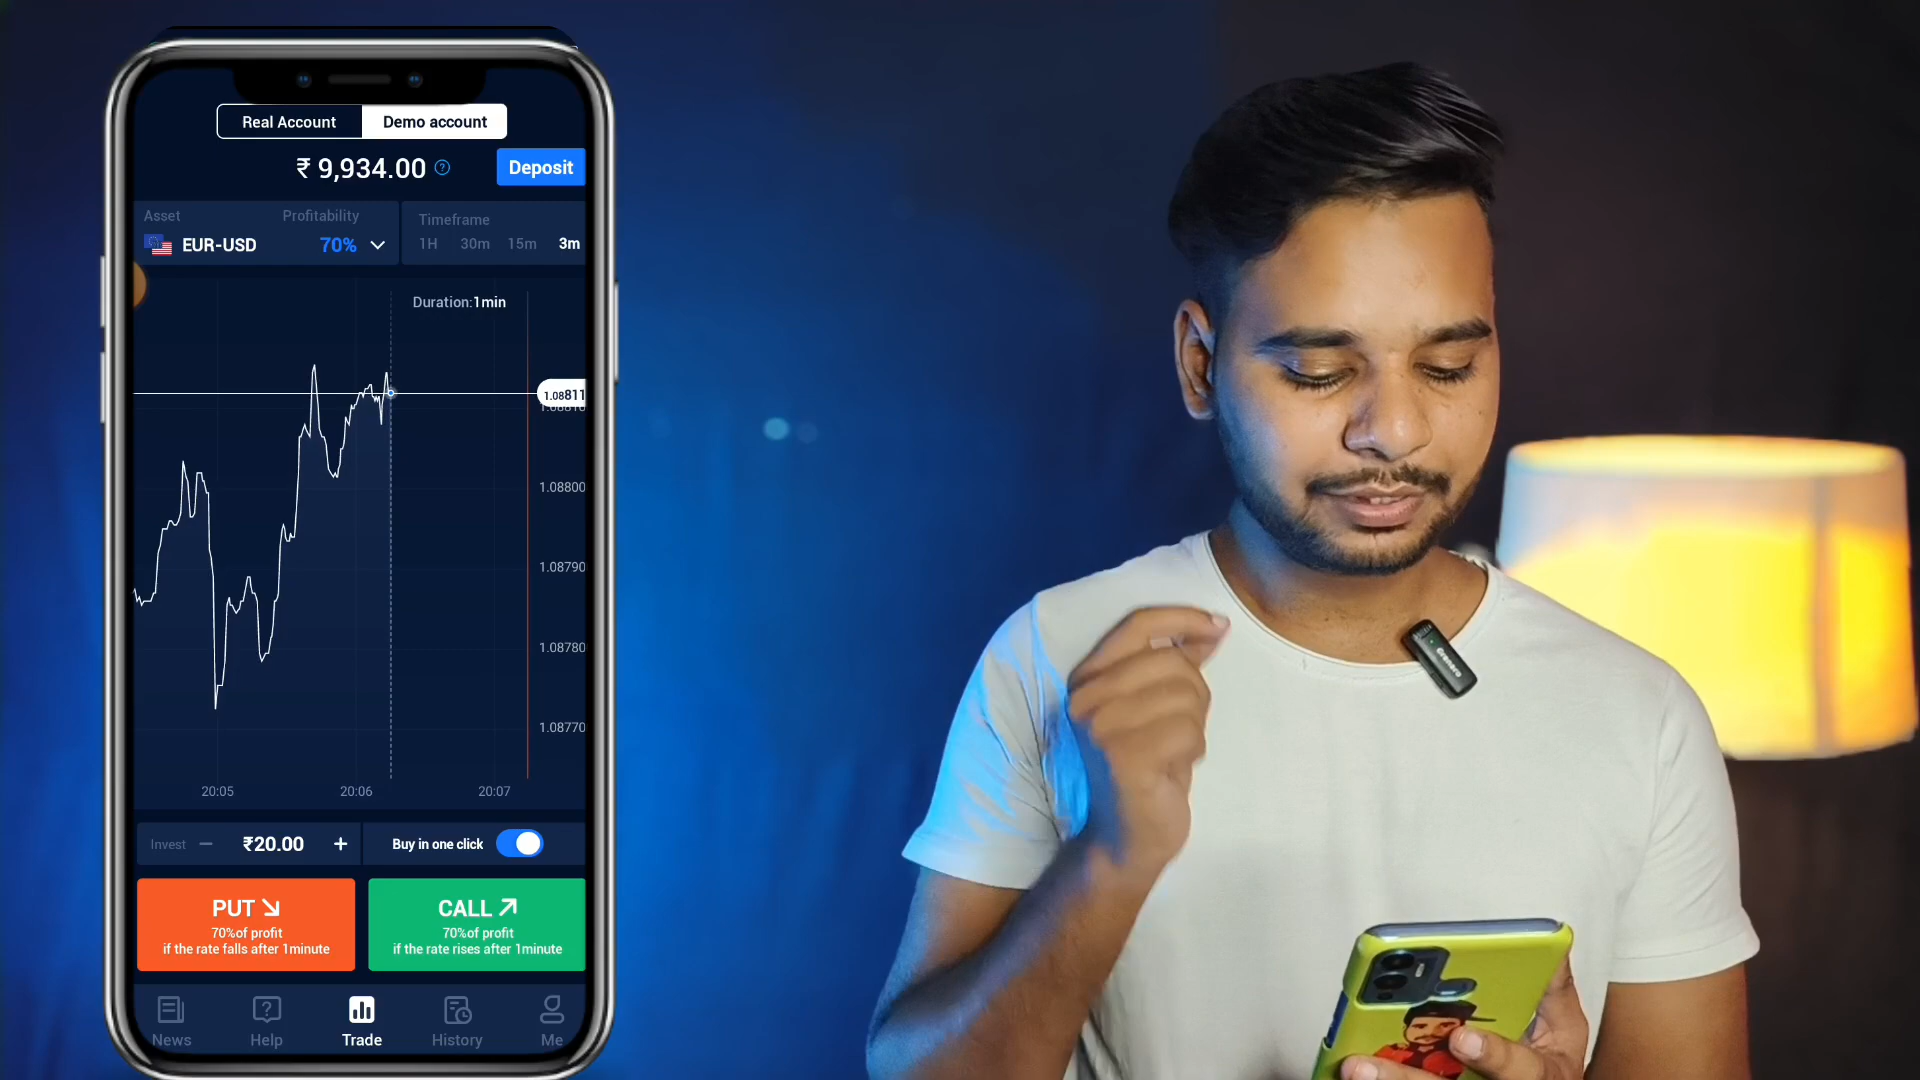 Real Account
Demo account
₹ 9,934.00 ?
Deposit
Asset
Profitability
EUR-USD
70%
Timeframe
1H 30m 15m 3m
Duration:1min
1.08811
1.08810
1.08800
1.08790
1.08780
1.08770
20:05
20:06
20:07
Invest − ₹20.00 +
Buy in one click
PUT
70%of profit
if the rate falls after 1minute
CALL
70%of profit
if the rate rises after 1minute
News
Help
Trade
History
Me